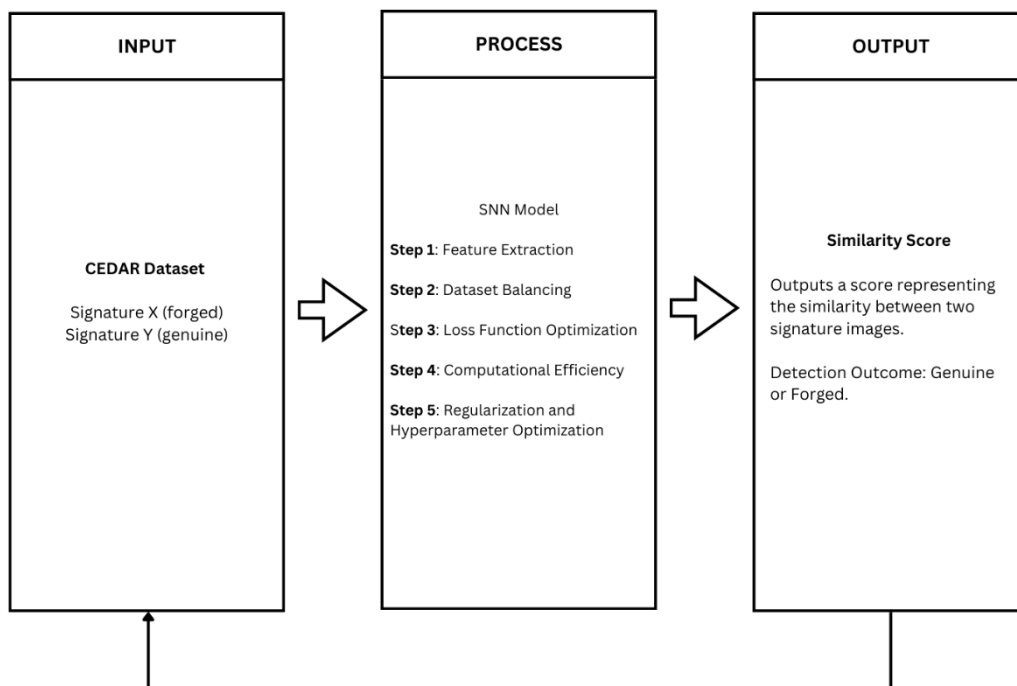 INPUT
CEDAR Dataset
Signature X (forged)
Signature Y (genuine)
PROCESS
SNN Model
Step 1: Feature Extraction
Step 2: Dataset Balancing
Step 3: Loss Function Optimization
Step 4: Computational Efficiency
Step 5: Regularization and
Hyperparameter Optimization
OUTPUT
Similarity Score
Outputs a score representing
the similarity between two
signature images.
Detection Outcome: Genuine
or Forged.